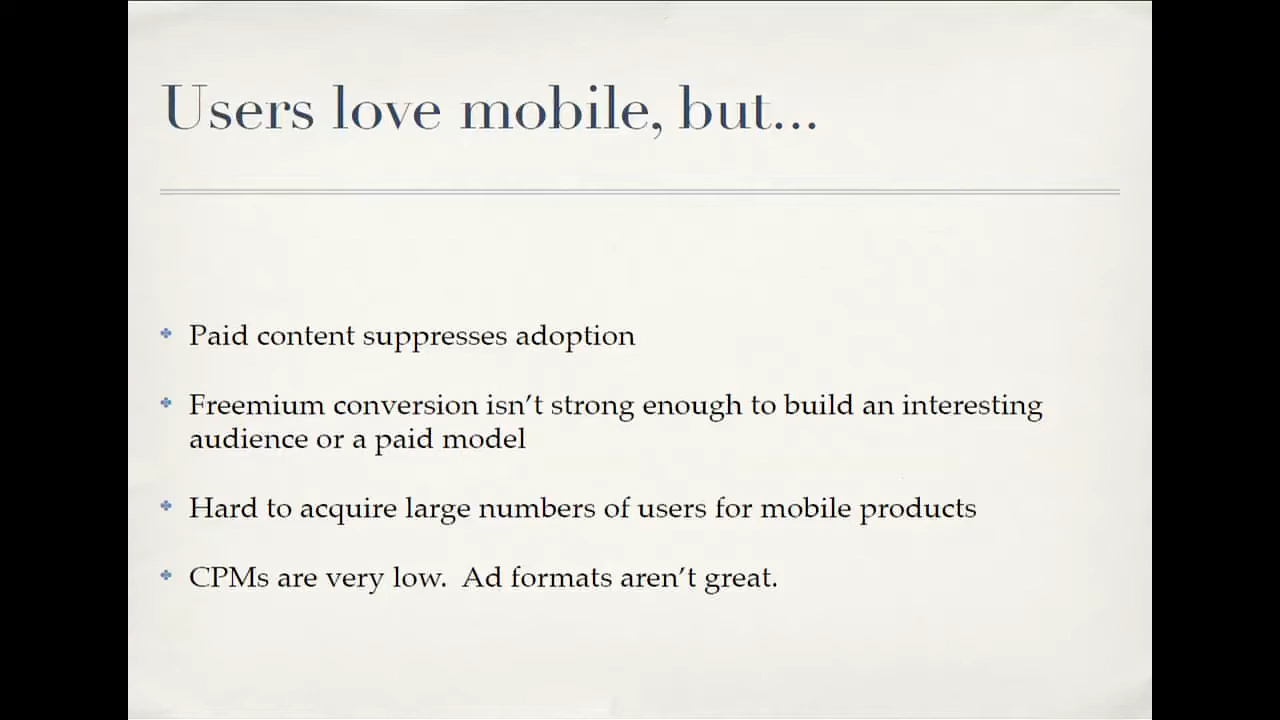 Users love mobile, but...
Paid content suppresses adoption
Freemium conversion isn’t strong enough to build an interesting
audience or a paid model
Hard to acquire large numbers of users for mobile products
CPMs are very low.  Ad formats aren’t great.